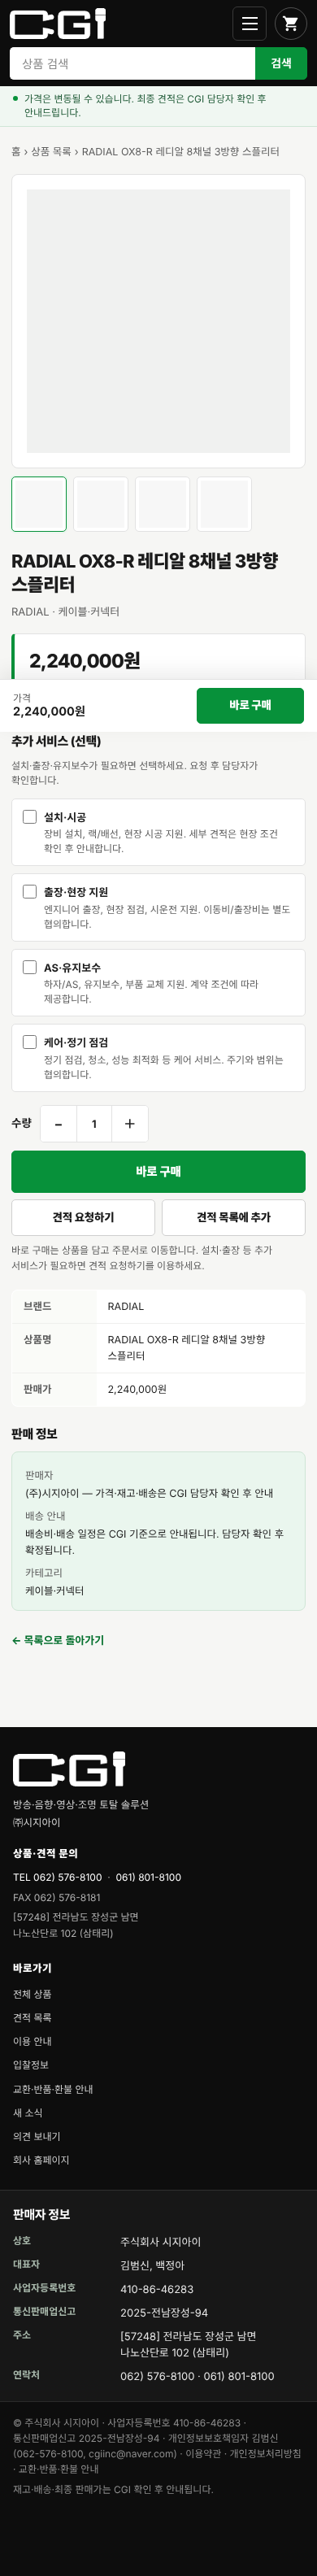 CGI
상품 검색
검색
가격은 변동될 수 있습니다. 최종 견적은 CGI 담당자 확인 후
안내드립니다.
홈 › 상품 목록 › RADIAL OX8-R 레디알 8채널 3방향 스플리터
RADIAL OX8-R 레디알 8채널 3방향
스플리터
RADIAL · 케이블·커넥터
2,240,000원
가격
2,240,000원
바로 구매
추가 서비스 (선택)
설치·출장·유지보수가 필요하면 선택하세요. 요청 후 담당자가
확인합니다.
설치·시공
장비 설치, 랙/배선, 현장 시공 지원. 세부 견적은 현장 조건
확인 후 안내합니다.
출장·현장 지원
엔지니어 출장, 현장 점검, 시운전 지원. 이동비/출장비는 별도
협의합니다.
AS·유지보수
하자/AS, 유지보수, 부품 교체 지원. 계약 조건에 따라
제공합니다.
케어·정기 점검
정기 점검, 청소, 성능 최적화 등 케어 서비스. 주기와 범위는
협의합니다.
수량
−
1
+
바로 구매
견적 요청하기
견적 목록에 추가
바로 구매는 상품을 담고 주문서로 이동합니다. 설치·출장 등 추가
서비스가 필요하면 견적 요청하기를 이용하세요.
브랜드
RADIAL
상품명
RADIAL OX8-R 레디알 8채널 3방향
스플리터
판매가
2,240,000원
판매 정보
판매자
(주)시지아이 — 가격·재고·배송은 CGI 담당자 확인 후 안내
배송 안내
배송비·배송 일정은 CGI 기준으로 안내됩니다. 담당자 확인 후
확정됩니다.
카테고리
케이블·커넥터
← 목록으로 돌아가기
CGI
방송·음향·영상·조명 토탈 솔루션
㈜시지아이
상품·견적 문의
TEL 062) 576-8100 · 061) 801-8100
FAX 062) 576-8181
[57248] 전라남도 장성군 남면
나노산단로 102 (삼태리)
바로가기
전체 상품
견적 목록
이용 안내
입찰정보
교환·반품·환불 안내
새 소식
의견 보내기
회사 홈페이지
판매자 정보
상호
주식회사 시지아이
대표자
김범신, 백정아
사업자등록번호
410-86-46283
통신판매업신고
2025-전남장성-94
주소
[57248] 전라남도 장성군 남면
나노산단로 102 (삼태리)
연락처
062) 576-8100 · 061) 801-8100
© 주식회사 시지아이 · 사업자등록번호 410-86-46283 ·
통신판매업신고 2025-전남장성-94 · 개인정보보호책임자 김범신
(062-576-8100, cgiinc@naver.com) · 이용약관 · 개인정보처리방침
· 교환·반품·환불 안내
재고·배송·최종 판매가는 CGI 확인 후 안내됩니다.